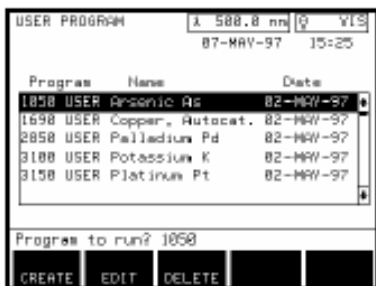 USER PROGRAM λ 500.0 nm VIS
07-MAY-97 15:25
Program Name Date
1050 USER Arsenic As 02-MAY-97
1690 USER Copper, Autocat. 02-MAY-97
2850 USER Palladium Pd 02-MAY-97
3100 USER Potassium K 02-MAY-97
3150 USER Platinum Pt 02-MAY-97
Program to run? 1050
CREATE EDIT DELETE